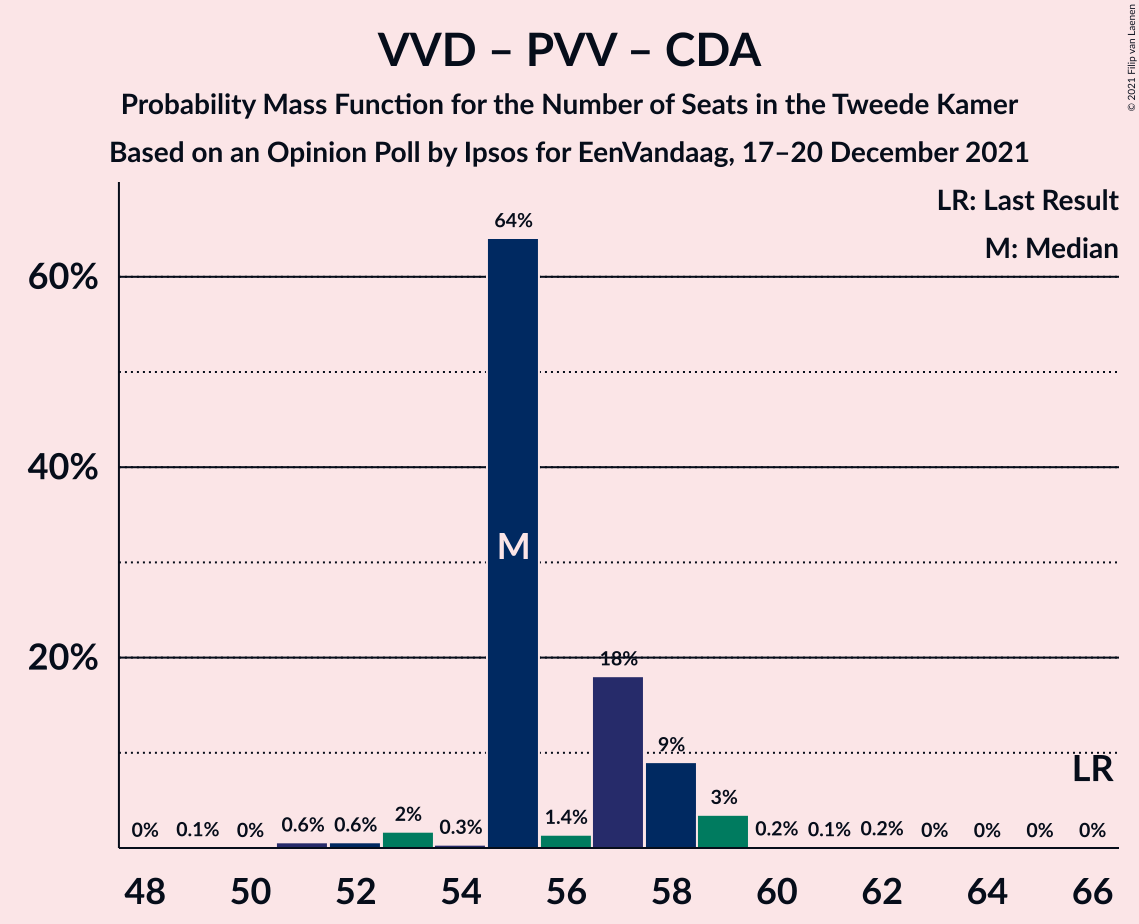 VVD – PVV – CDA
Probability Mass Function for the Number of Seats in the Tweede Kamer
Based on an Opinion Poll by Ipsos for EenVandaag, 17–20 December 2021
© 2021 Filip van Laenen
LR: Last Result
M: Median
60%
40%
20%
0% 0.1% 0% 0.6% 0.6% 2% 0.3% 64% 1.4% 18% 9% 3% 0.2% 0.1% 0.2% 0% 0% 0% 0%
M
LR
48 50 52 54 56 58 60 62 64 66